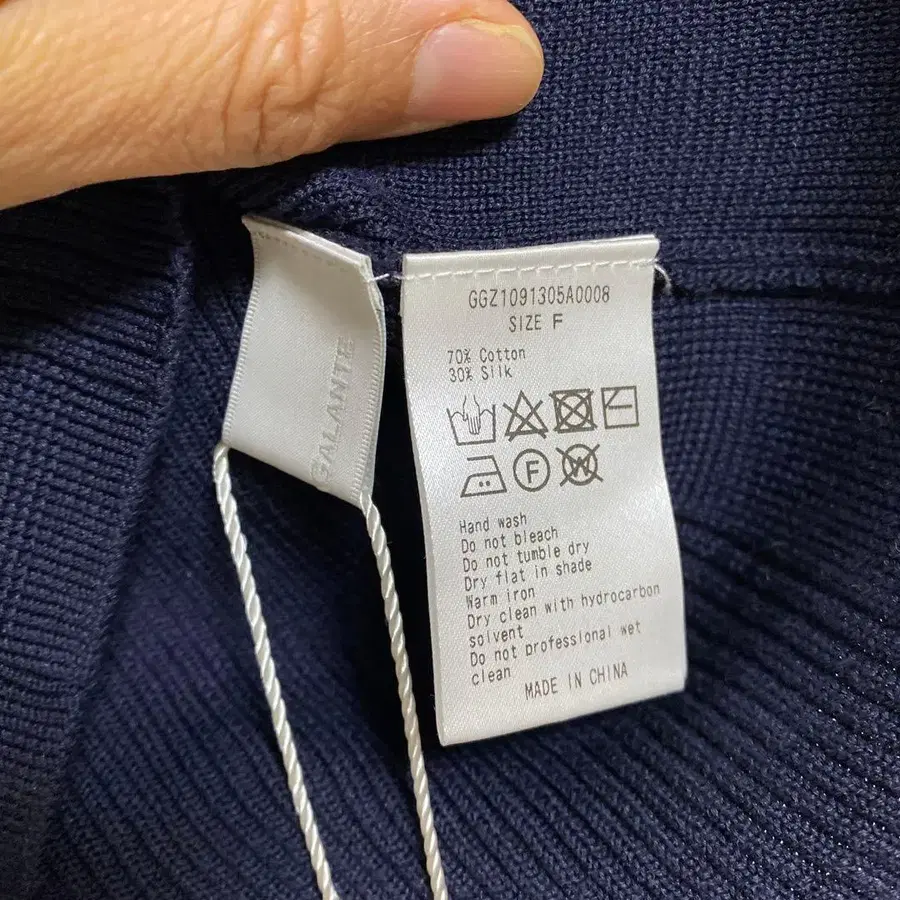 GALANTE
GGZ1091305A0008
SIZE F
70% Cotton
30% Silk
F
W
Hand wash
Do not bleach
Do not tumble dry
Dry flat in shade
Warm iron
Dry clean with hydrocarbon
solvent
Do not professional wet
clean
MADE IN CHINA